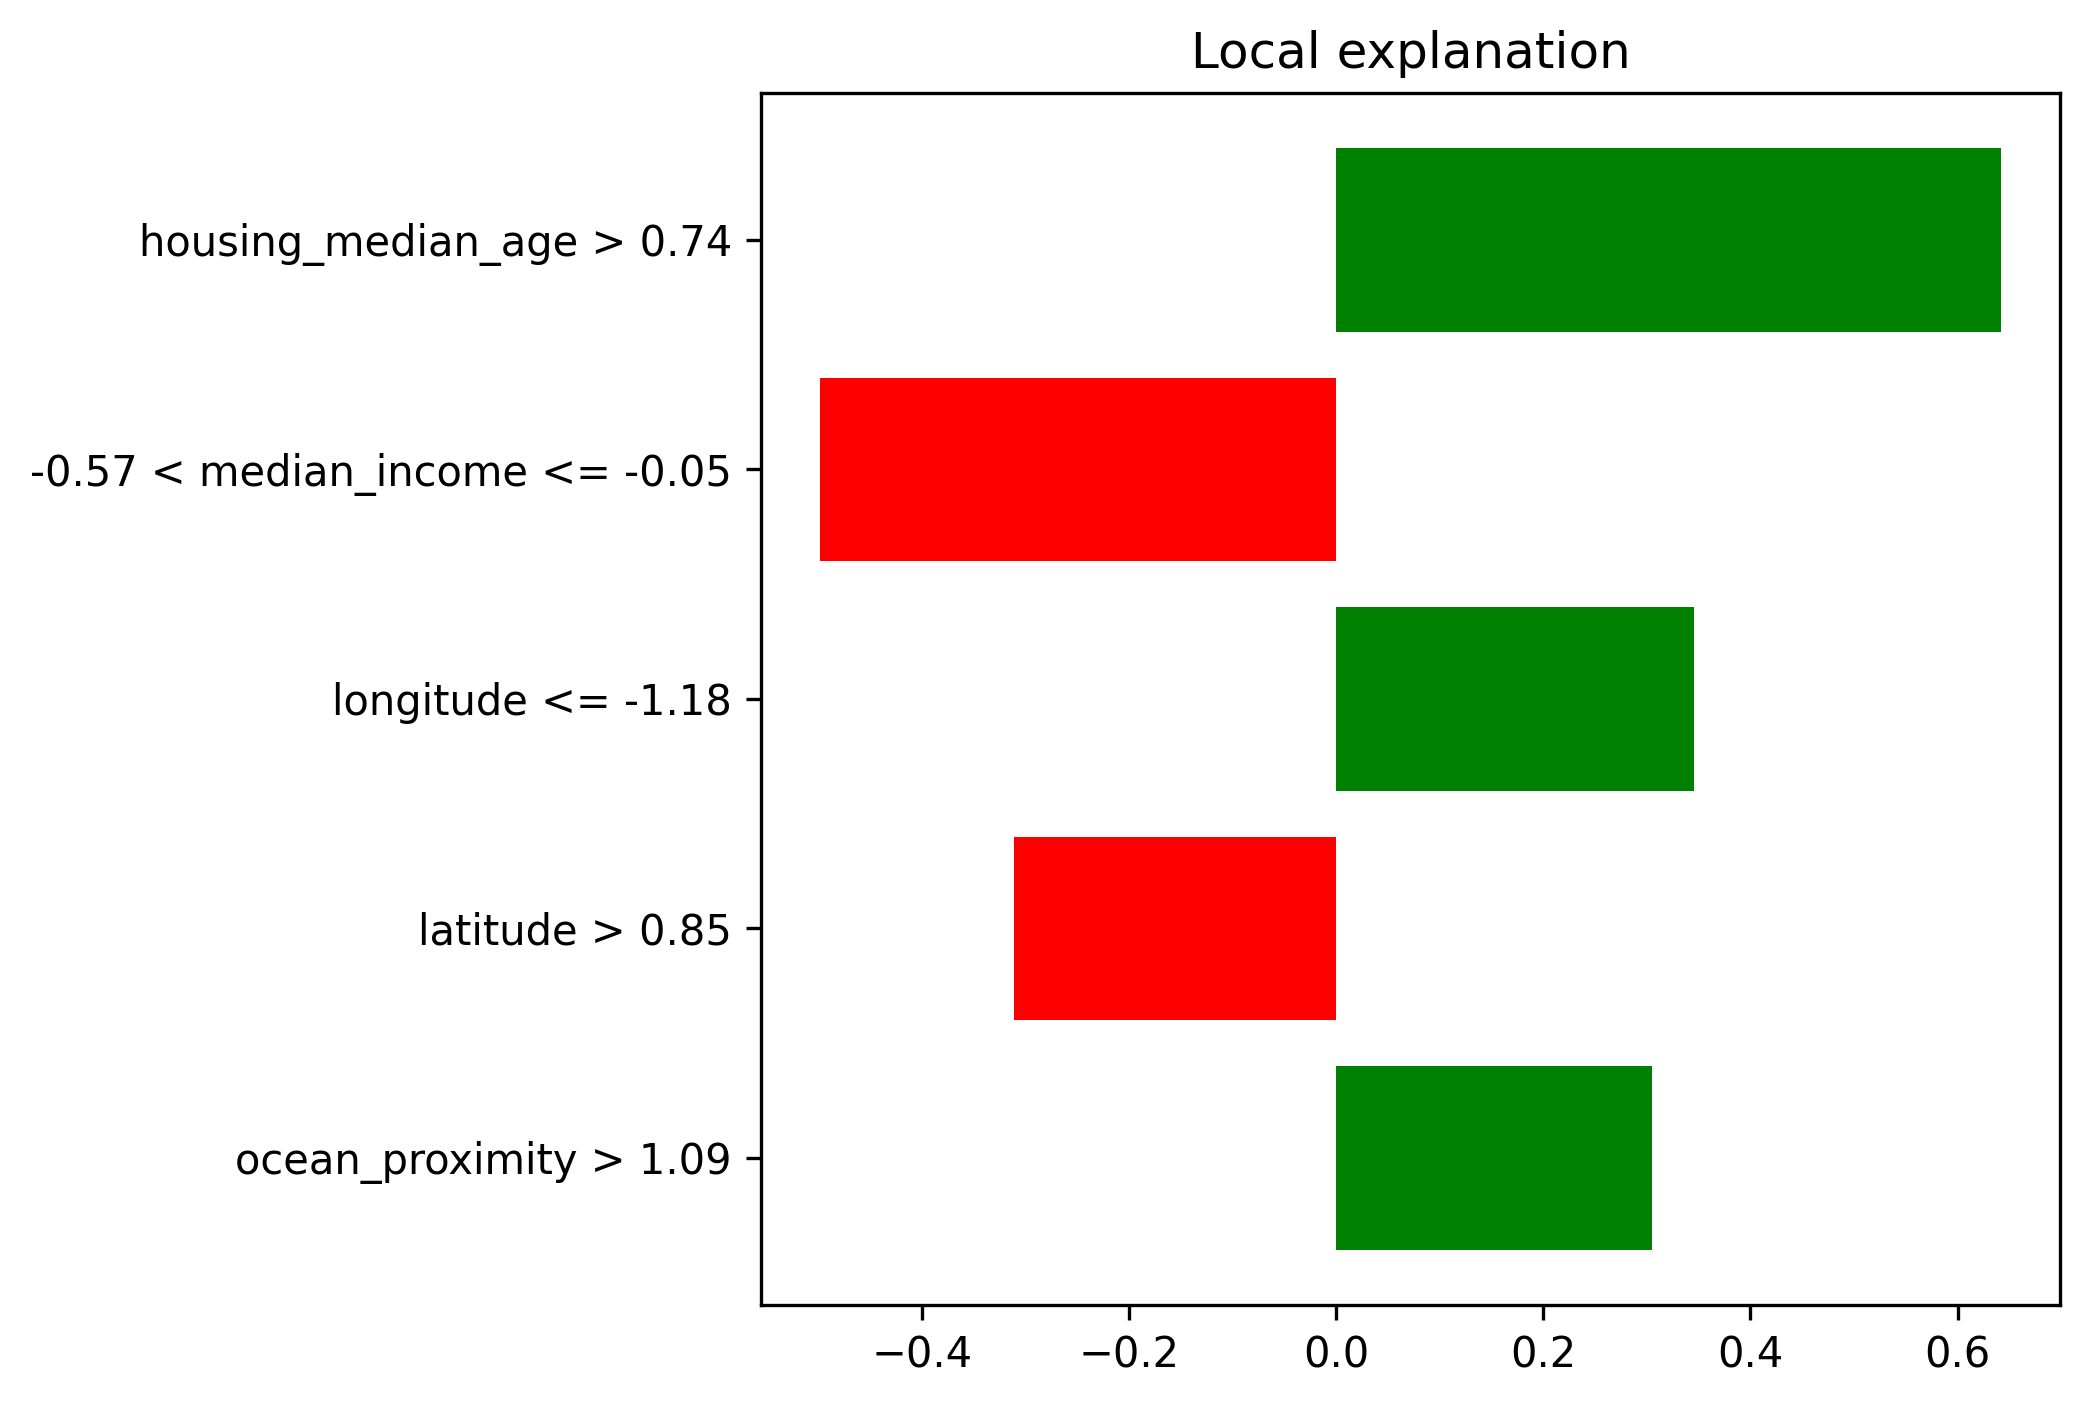 Local explanation
housing_median_age > 0.74
-0.57 < median_income <= -0.05
longitude <= -1.18
latitude > 0.85
ocean_proximity > 1.09
−0.4 −0.2 0.0 0.2 0.4 0.6